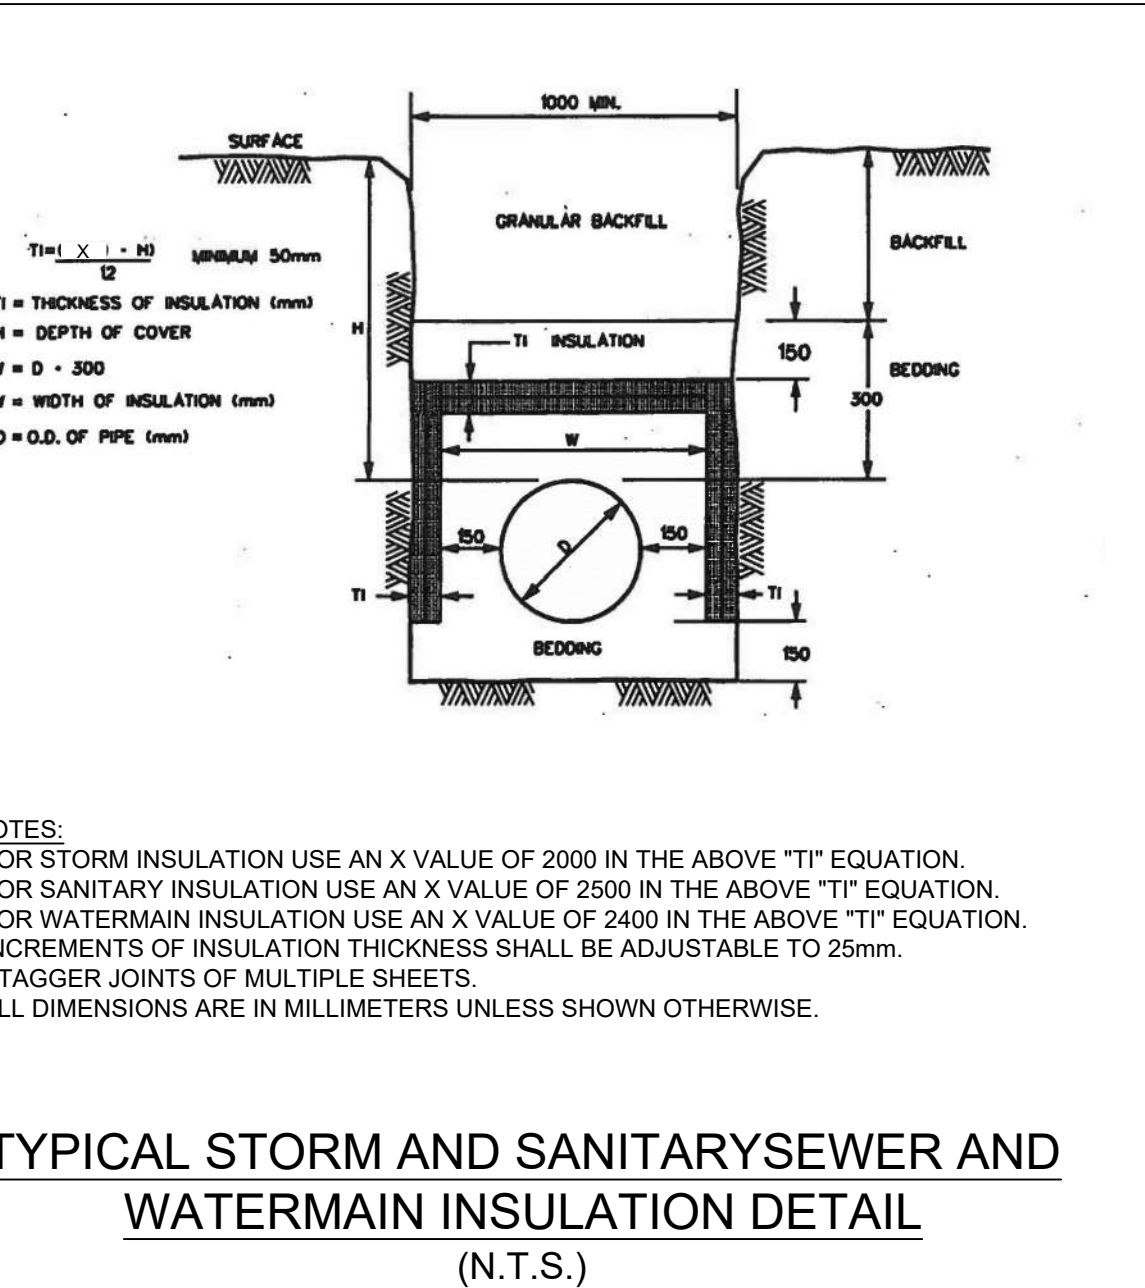 1000 MIN.
SURFACE
GRANULAR BACKFILL
BACKFILL
TI=( X ) - H)
12
MINIMUM 50mm
TI = THICKNESS OF INSULATION (mm)
H = DEPTH OF COVER
H
TI INSULATION
150
W = D + 300
BEDDING
300
W = WIDTH OF INSULATION (mm)
D = O.D. OF PIPE (mm)
W
150
D
150
TI
TI
BEDDING
150
NOTES:
OR STORM INSULATION USE AN X VALUE OF 2000 IN THE ABOVE "TI" EQUATION.
OR SANITARY INSULATION USE AN X VALUE OF 2500 IN THE ABOVE "TI" EQUATION.
OR WATERMAIN INSULATION USE AN X VALUE OF 2400 IN THE ABOVE "TI" EQUATION.
NCREMENTS OF INSULATION THICKNESS SHALL BE ADJUSTABLE TO 25mm.
TAGGER JOINTS OF MULTIPLE SHEETS.
LL DIMENSIONS ARE IN MILLIMETERS UNLESS SHOWN OTHERWISE.
TYPICAL STORM AND SANITARYSEWER AND
WATERMAIN INSULATION DETAIL
(N.T.S.)